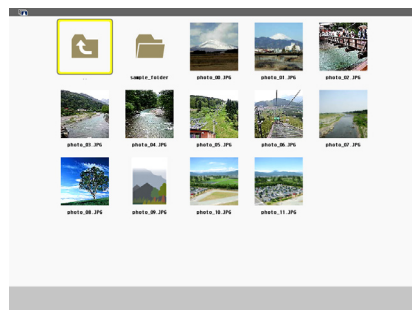 ..
sample_folder
photo_00.JPG
photo_01.JPG
photo_02.JPG
photo_03.JPG
photo_04.JPG
photo_05.JPG
photo_06.JPG
photo_07.JPG
photo_08.JPG
photo_09.JPG
photo_10.JPG
photo_11.JPG